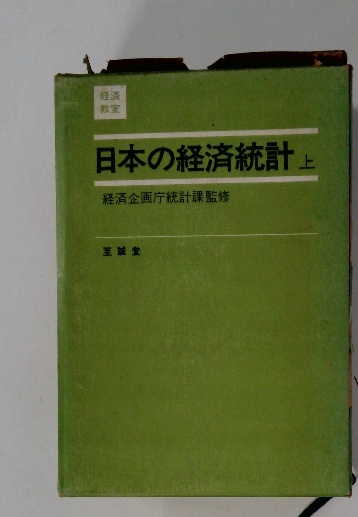 経済
教室
日本の経済統計 上
経済企画庁統計課監修
至誠堂